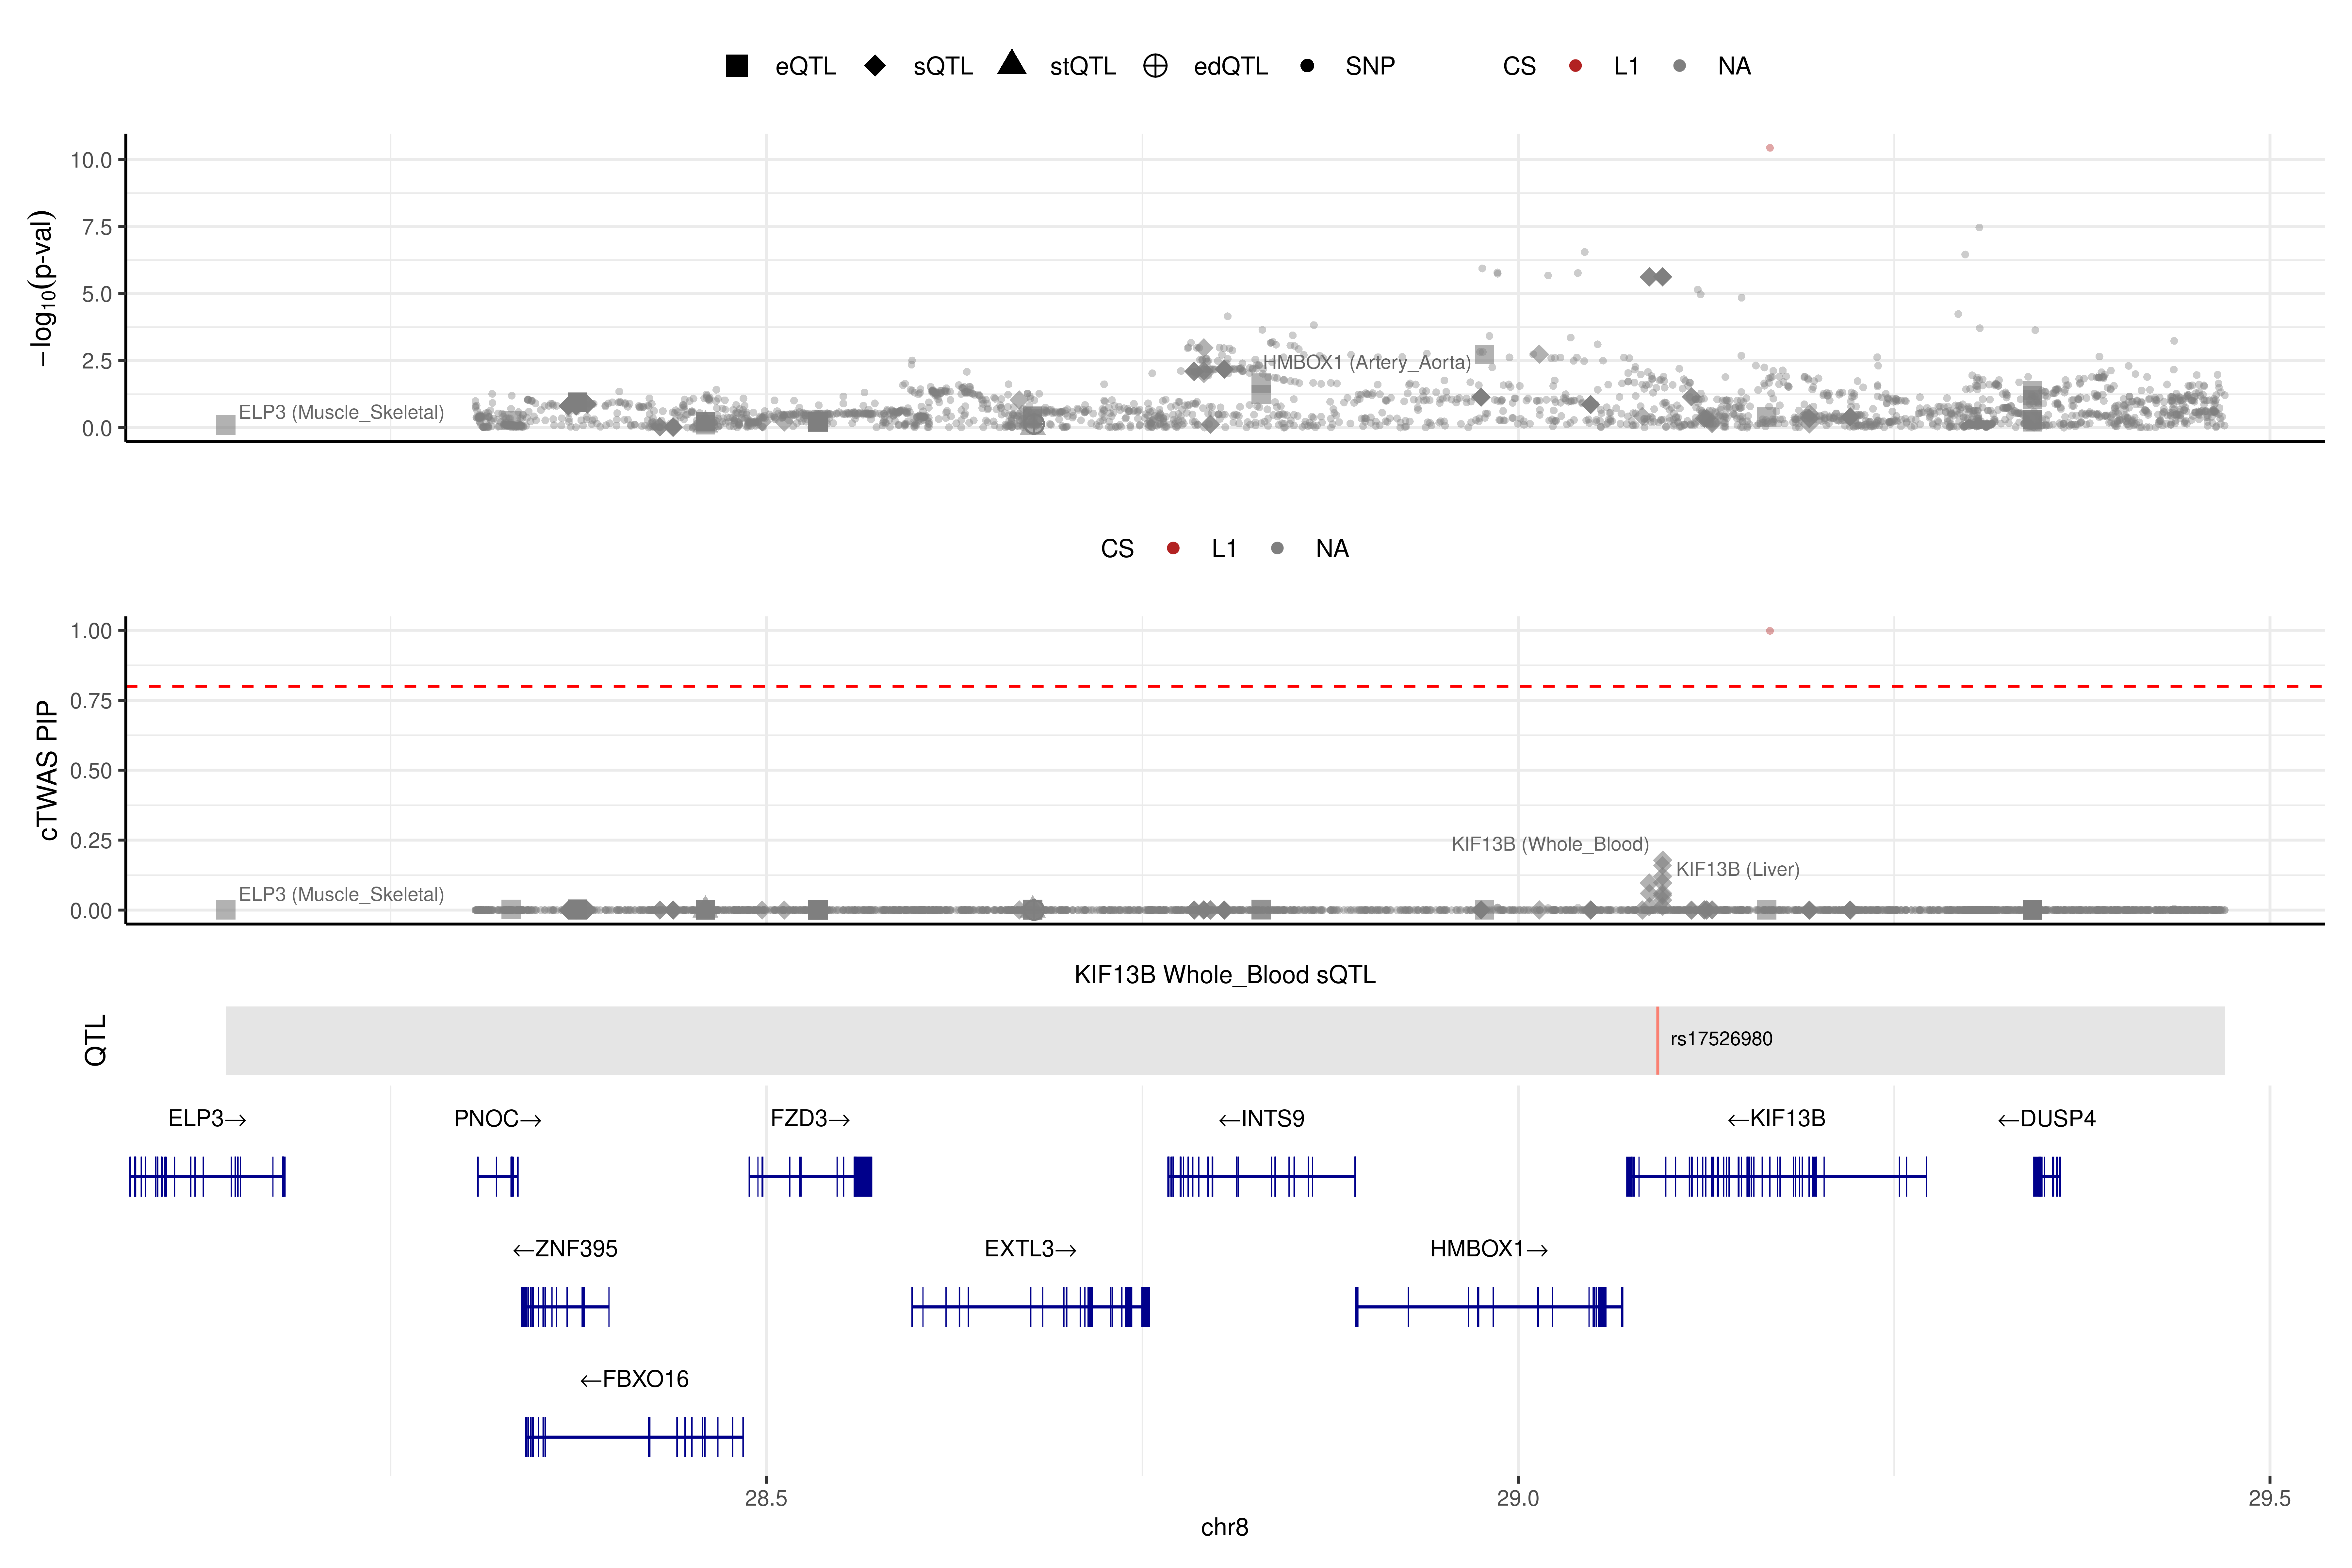 eQTL sQTL stQTL edQTL SNP CS L1 NA
−log10(p-val)
10.0
7.5
5.0
2.5
0.0
HMBOX1 (Artery_Aorta)
ELP3 (Muscle_Skeletal)
CS L1 NA
cTWAS PIP
1.00
0.75
0.50
0.25
0.00
KIF13B (Whole_Blood)
KIF13B (Liver)
ELP3 (Muscle_Skeletal)
KIF13B Whole_Blood sQTL
QTL
rs17526980
ELP3→ PNOC→ FZD3→ ←INTS9 ←KIF13B ←DUSP4
←ZNF395 EXTL3→ HMBOX1→
←FBXO16
28.5 29.0 29.5
chr8